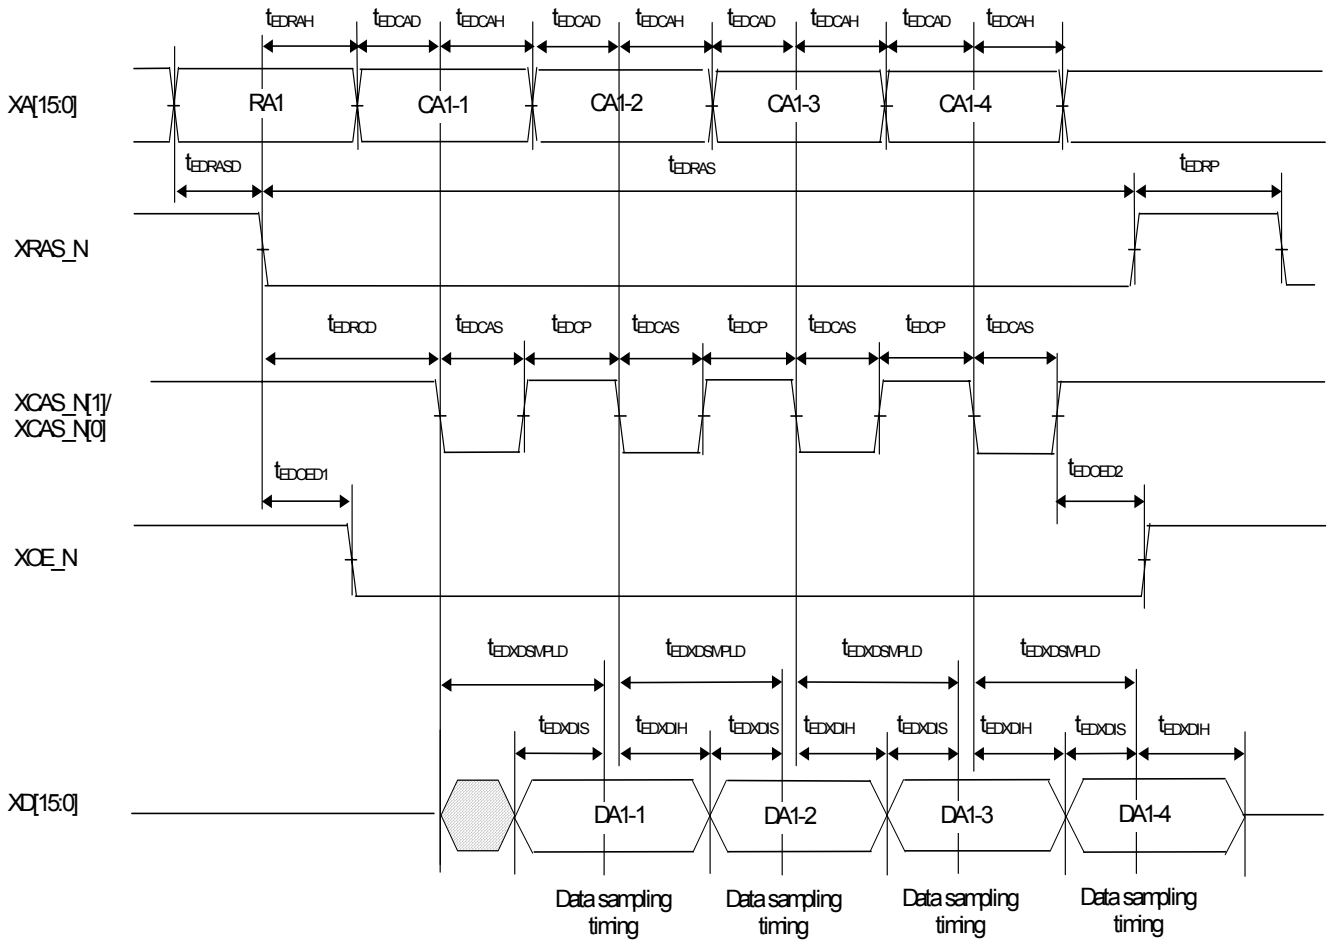 tEDRAH tEDCAD tEDCAH tEDCAD tEDCAH tEDCAD tEDCAH tEDCAD tEDCAH
XA[15:0] RA1 CA1-1 CA1-2 CA1-3 CA1-4
tEDRASD tEDRAS tEDRP
XRAS_N
tEDRCD tEDCAS tEDCP tEDCAS tEDCP tEDCAS tEDCP tEDCAS
XCAS_N[1]/
XCAS_N[0]
tEDOED1 tEDOED2
XOE_N
tEDXDSMPLD tEDXDSMPLD tEDXDSMPLD tEDXDSMPLD
tEDXDIS tEDXDIH tEDXDIS tEDXDIH tEDXDIS tEDXDIH tEDXDIS tEDXDIH
XD[15:0] DA1-1 DA1-2 DA1-3 DA1-4
Data sampling Data sampling Data sampling Data sampling
timing timing timing timing